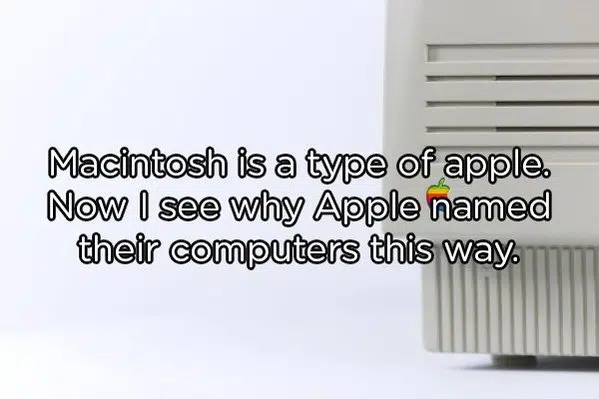 Macintosh is a type of apple.
Now I see why Apple named
their computers this way.